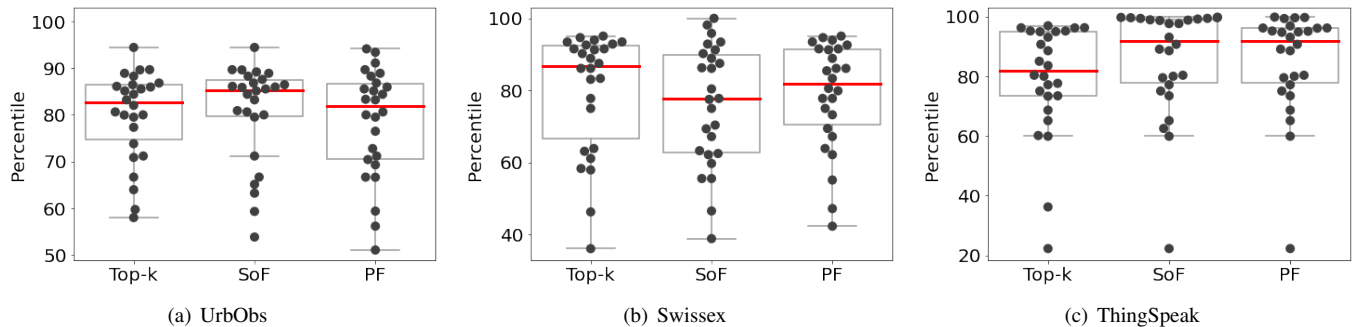 Percentile
100
90
80
70
60
50
Top-k SoF PF
(a) UrbObs
Percentile
100
80
60
40
Top-k SoF PF
(b) Swissex
Percentile
100
80
60
40
20
Top-k SoF PF
(c) ThingSpeak